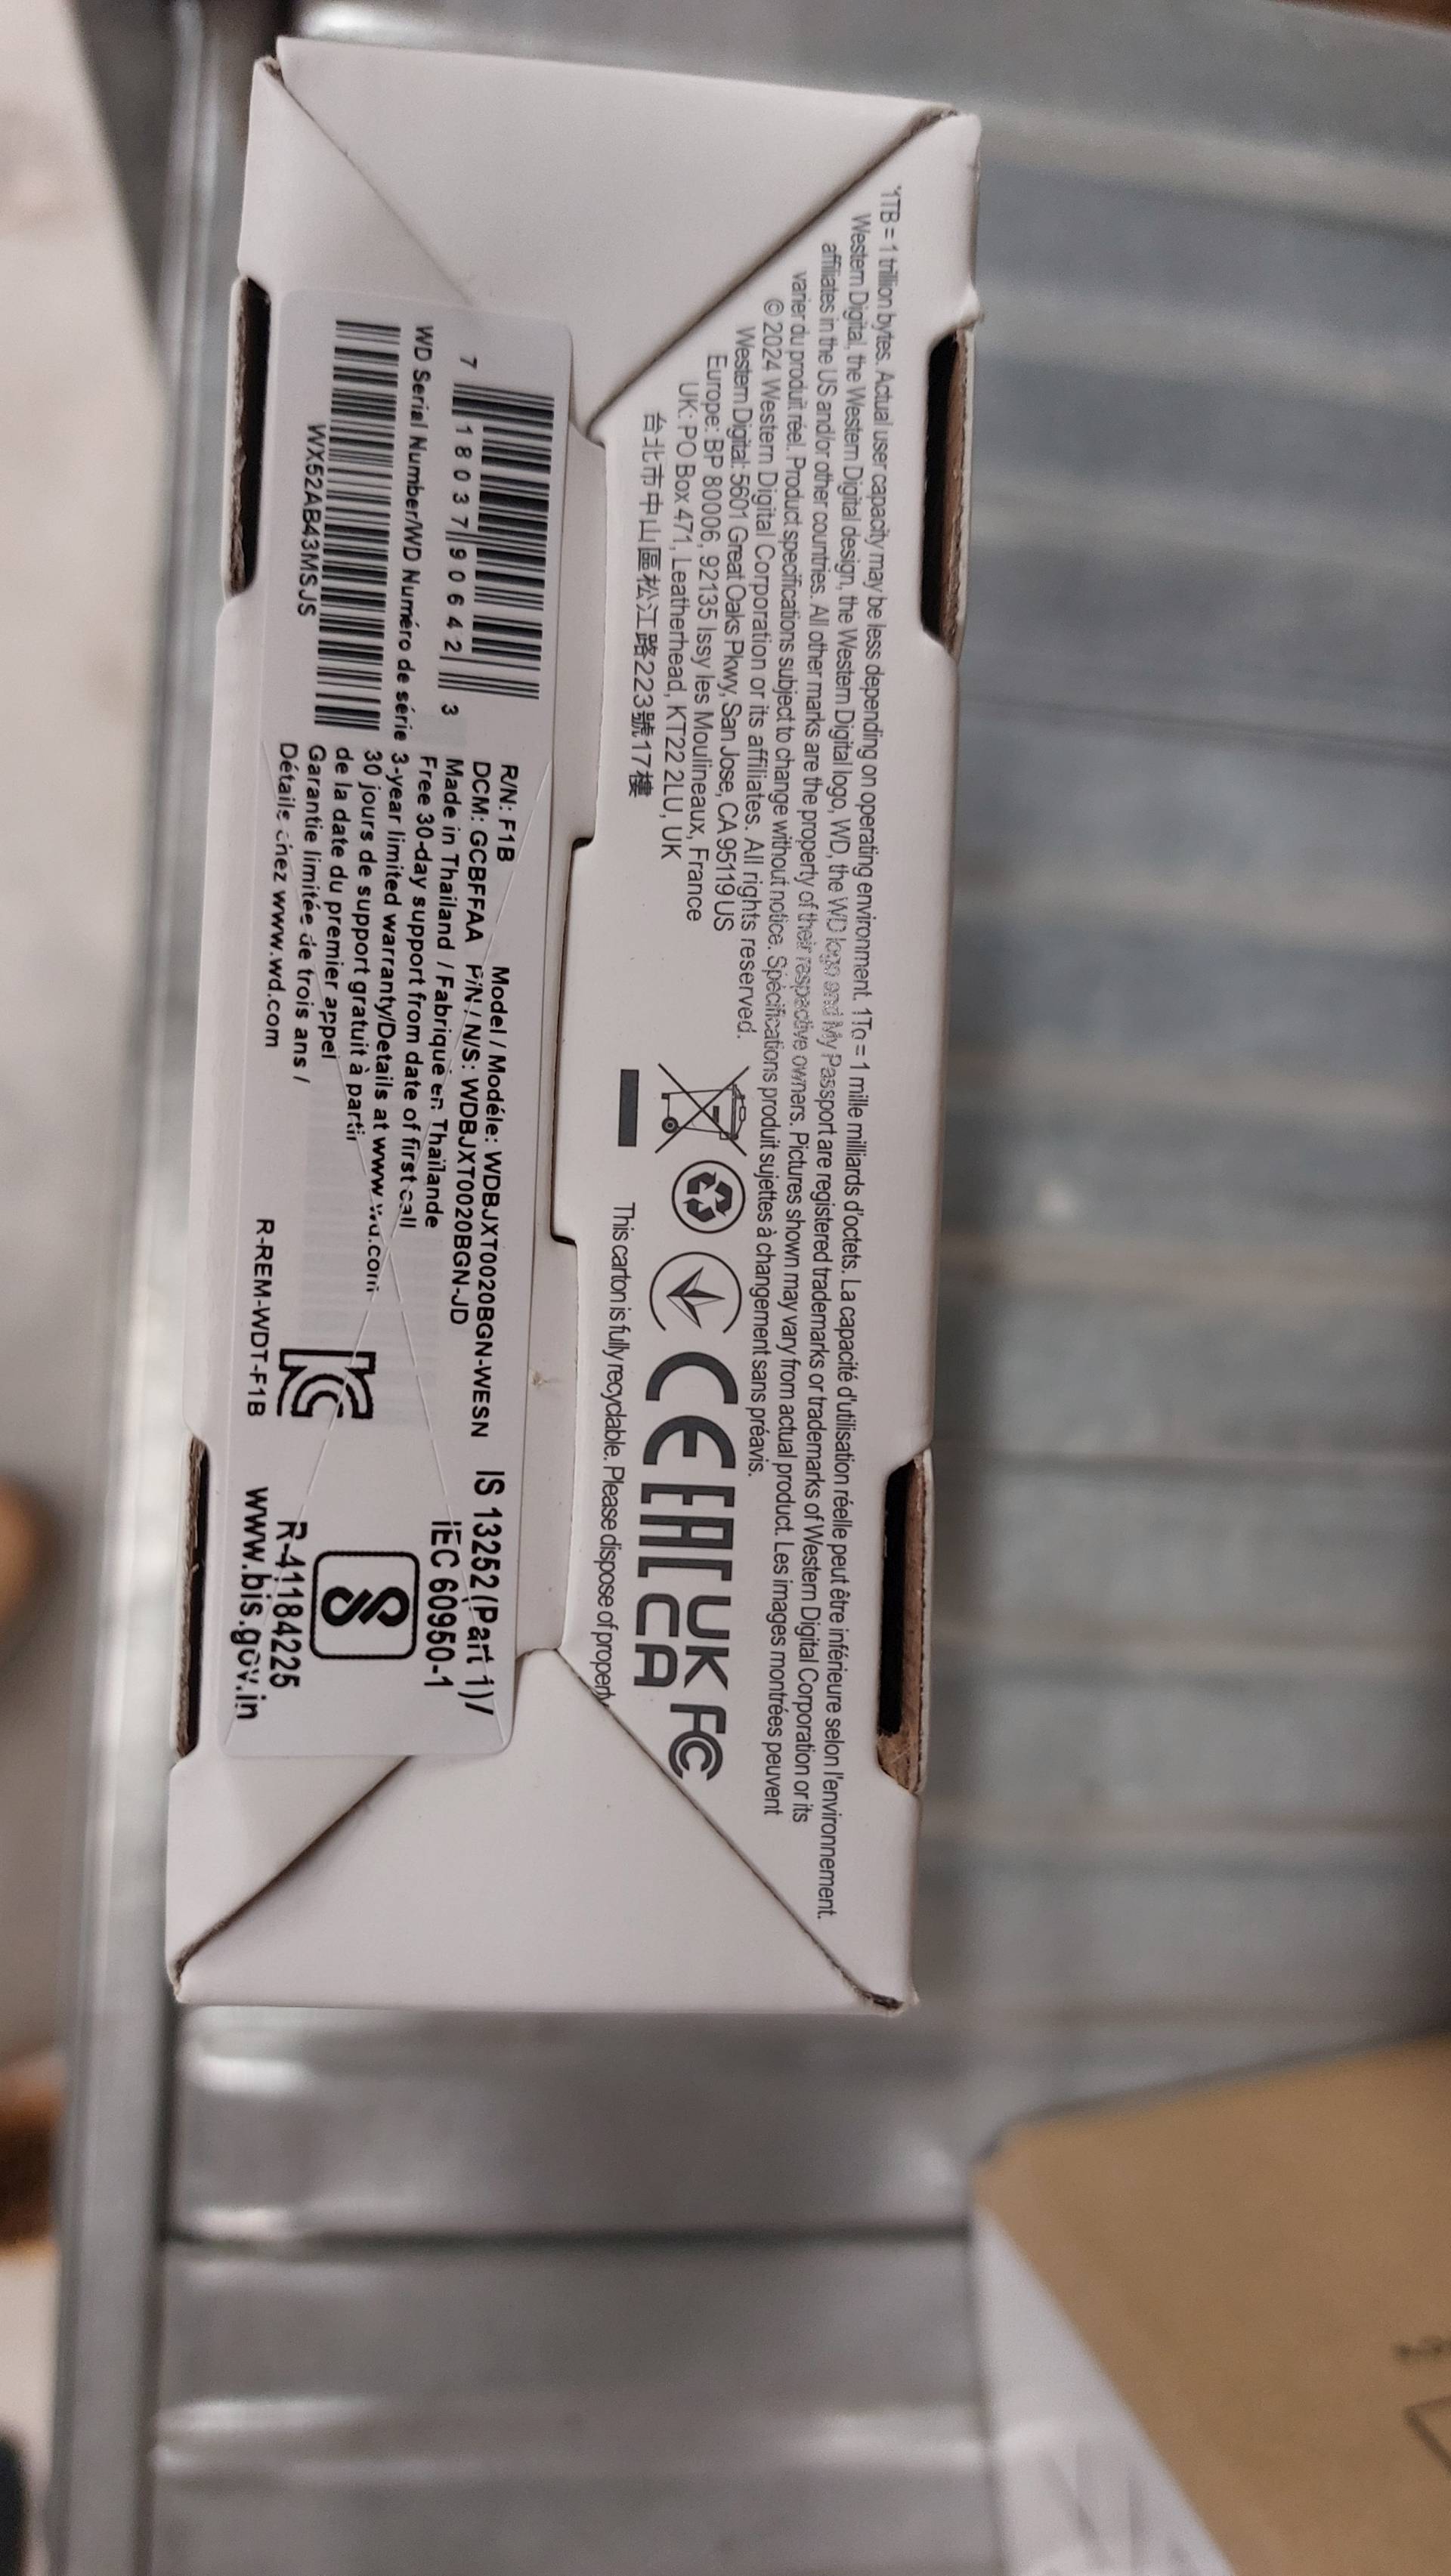 *1TB = 1 trillion bytes. Actual user capacity may be less depending on operating environment. 1To = 1 mille milliards d'octets. La capacité d'utilisation réelle peut être inférieure selon l'environnement.
Western Digital, the Western Digital design, the Western Digital logo, WD, the WD logo and My Passport are registered trademarks or trademarks of Western Digital Corporation or its
affiliates in the US and/or other countries. All other marks are the property of their respective owners. Pictures shown may vary from actual product. Les images montrées peuvent
varier du produit réel. Product specifications subject to change without notice. Spécifications produit sujettes à changement sans préavis.
© 2024 Western Digital Corporation or its affiliates. All rights reserved.
Western Digital: 5601 Great Oaks Pkwy, San Jose, CA 95119 US
Europe: BP 80006, 92135 Issy les Moulineaux, France
UK: PO Box 471, Leatherhead, KT22 2LU, UK
台北市中山區松江路223號17樓
CE EAC UK CA FC
This carton is fully recyclable. Please dispose of properly
7 18037 90642 3
WD Serial Number/WD Numéro de série
WX52AB43MSJS
R/N: F1B
Model / Modéle: WDBJXT0020BGN-WESN
DCM: GCBFFAA P/N / N/S: WDBJXT0020BGN-JD
Made in Thailand / Fabriqué en Thaïlande
Free 30-day support from date of first call
3-year limited warranty/Details at www.wd.com
30 jours de support gratuit à partir
de la date du premier appel
Garantie limitée de trois ans /
Détails chez www.wd.com
R-REM-WDT-F1B
IS 13252(Part 1)/
IEC 60950-1
R-41184225
www.bis.gov.in